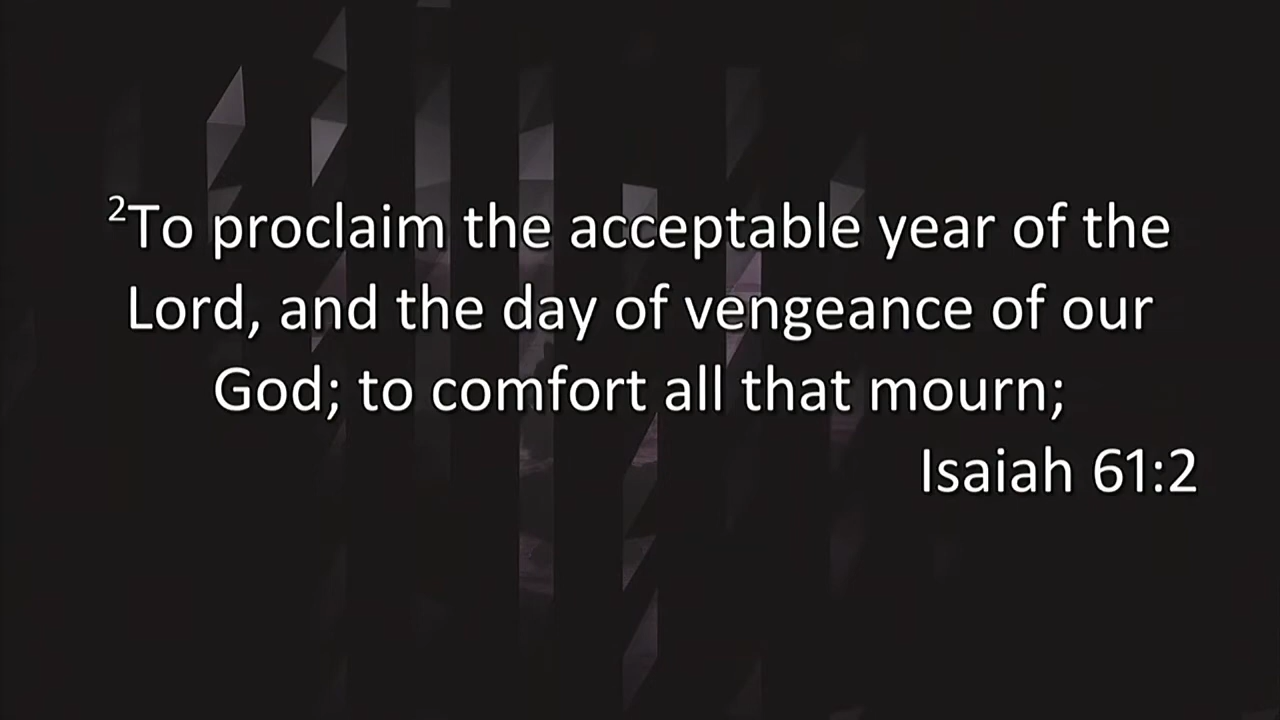 ²To proclaim the acceptable year of the
Lord, and the day of vengeance of our
God; to comfort all that mourn;
Isaiah 61:2